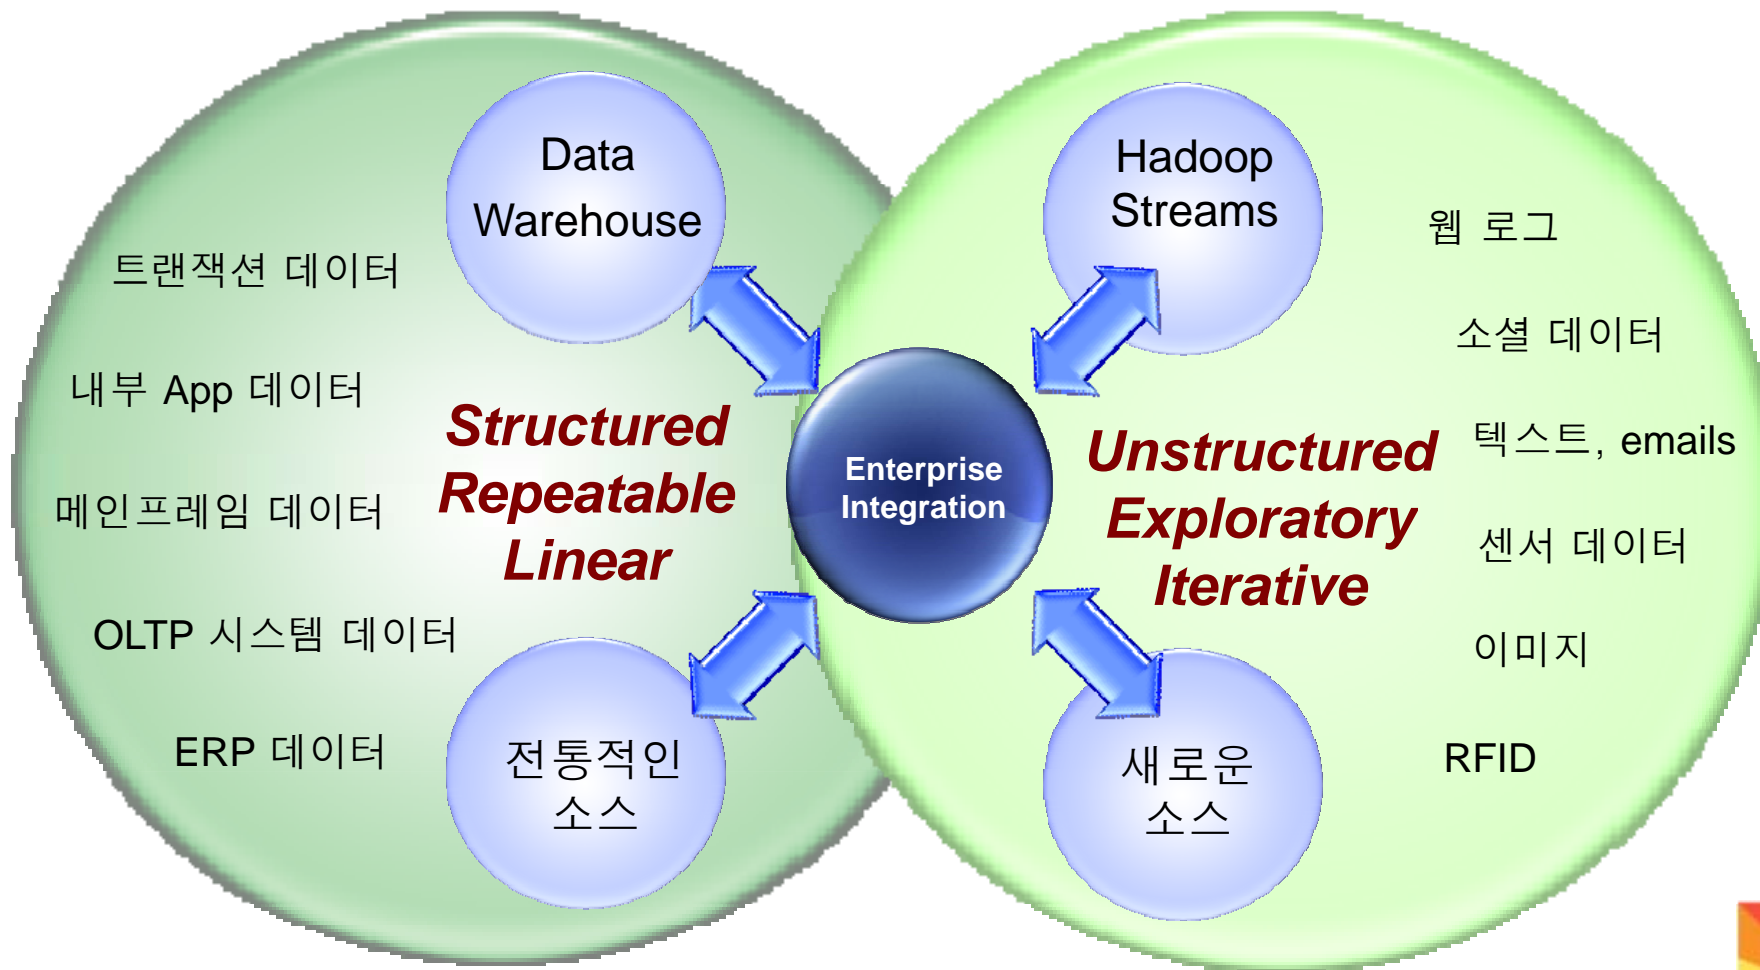 Data
Warehouse
트랜잭션 데이터
내부 App 데이터
메인프레임 데이터
OLTP 시스템 데이터
ERP 데이터
Structured
Repeatable
Linear
전통적인
소스
Enterprise
Integration
Hadoop
Streams
Unstructured
Exploratory
Iterative
새로운
소스
웹 로그
소셜 데이터
텍스트, emails
센서 데이터
이미지
RFID